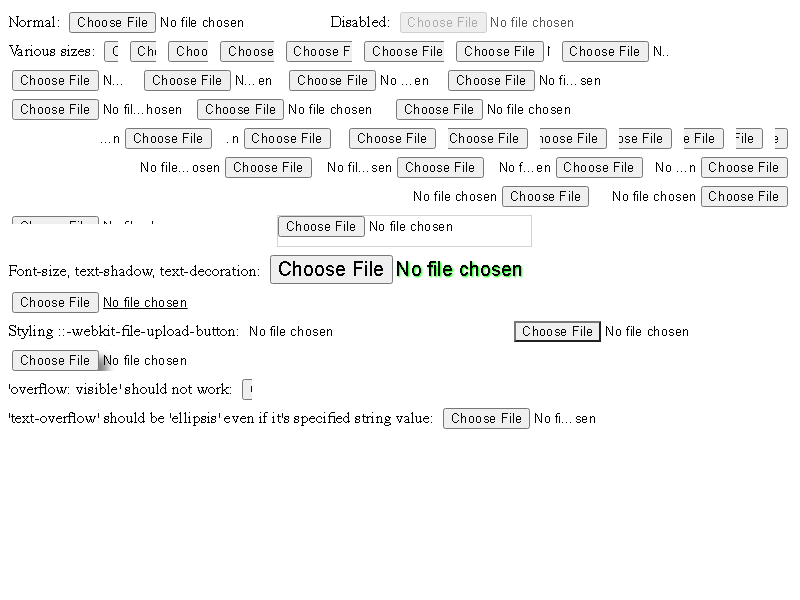 Normal: Choose File No file chosen Disabled: Choose File No file chosen
Various sizes: C Cho Choo Choose Choose F Choose File Choose File Choose File N..
Choose File N... Choose File N...en Choose File No ...en Choose File No fi...sen
Choose File No fil...hosen Choose File No file chosen Choose File No file chosen
...n Choose File .n Choose File Choose File Choose File hoose File ose File e File File e
No file...osen Choose File No fil...sen Choose File No f...en Choose File No ...n Choose File
No file chosen Choose File No file chosen Choose File
Choose File No file chosen
Font-size, text-shadow, text-decoration: Choose File No file chosen
Choose File No file chosen
Styling ::-webkit-file-upload-button: No file chosen Choose File No file chosen
Choose File No file chosen
'overflow: visible' should not work:
'text-overflow' should be 'ellipsis' even if it's specified string value: Choose File No fi...sen